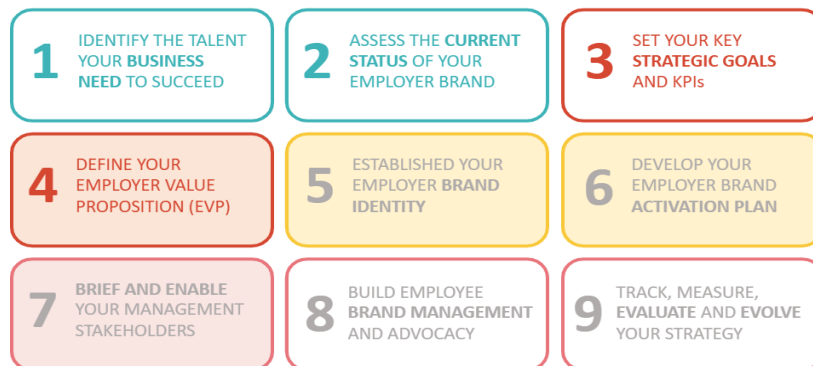 1
IDENTIFY THE TALENT
YOUR BUSINESS
NEED TO SUCCEED
2
ASSESS THE CURRENT
STATUS OF YOUR
EMPLOYER BRAND
3
SET YOUR KEY
STRATEGIC GOALS
AND KPIs
4
DEFINE YOUR
EMPLOYER VALUE
PROPOSITION (EVP)
5
ESTABLISHED YOUR
EMPLOYER BRAND
IDENTITY
6
DEVELOP YOUR
EMPLOYER BRAND
ACTIVATION PLAN
7
BRIEF AND ENABLE
YOUR MANAGEMENT
STAKEHOLDERS
8
BUILD EMPLOYEE
BRAND MANAGEMENT
AND ADVOCACY
9
TRACK, MEASURE,
EVALUATE AND EVOLVE
YOUR STRATEGY